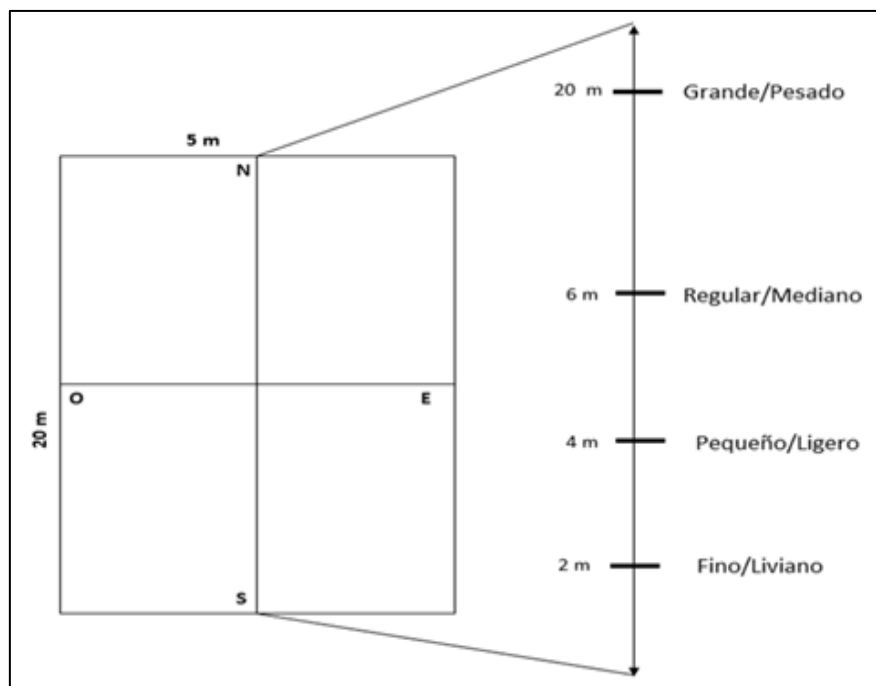 5 m
N
O
E
20 m
S
20 m Grande/Pesado
6 m Regular/Mediano
4 m Pequeño/Ligero
2 m Fino/Liviano